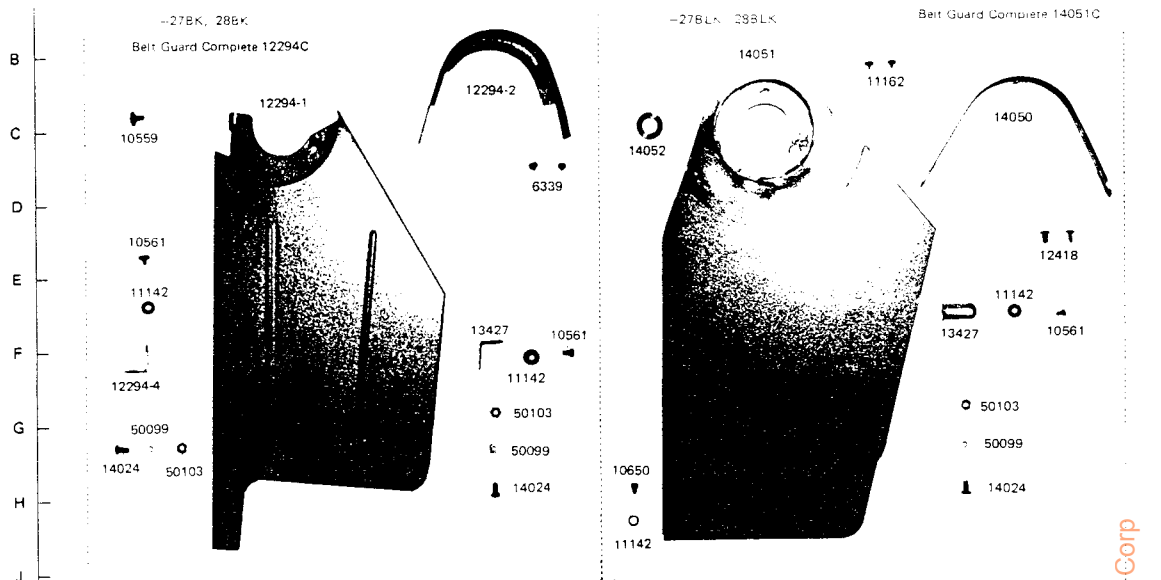 -27BK, 28BK
Belt Guard Complete 12294C
B
12294-1
12294-2
10559
C
6339
D
10561
E
11142
13427
10561
F
12294-4
11142
50103
G
50099
50099
14024
50103
14024
H
J
-27BLK 28BLK
Belt Guard Complete 14051C
14051
11162
14052
14050
12418
11142
13427
10561
50103
50099
10650
14024
11142
Corp